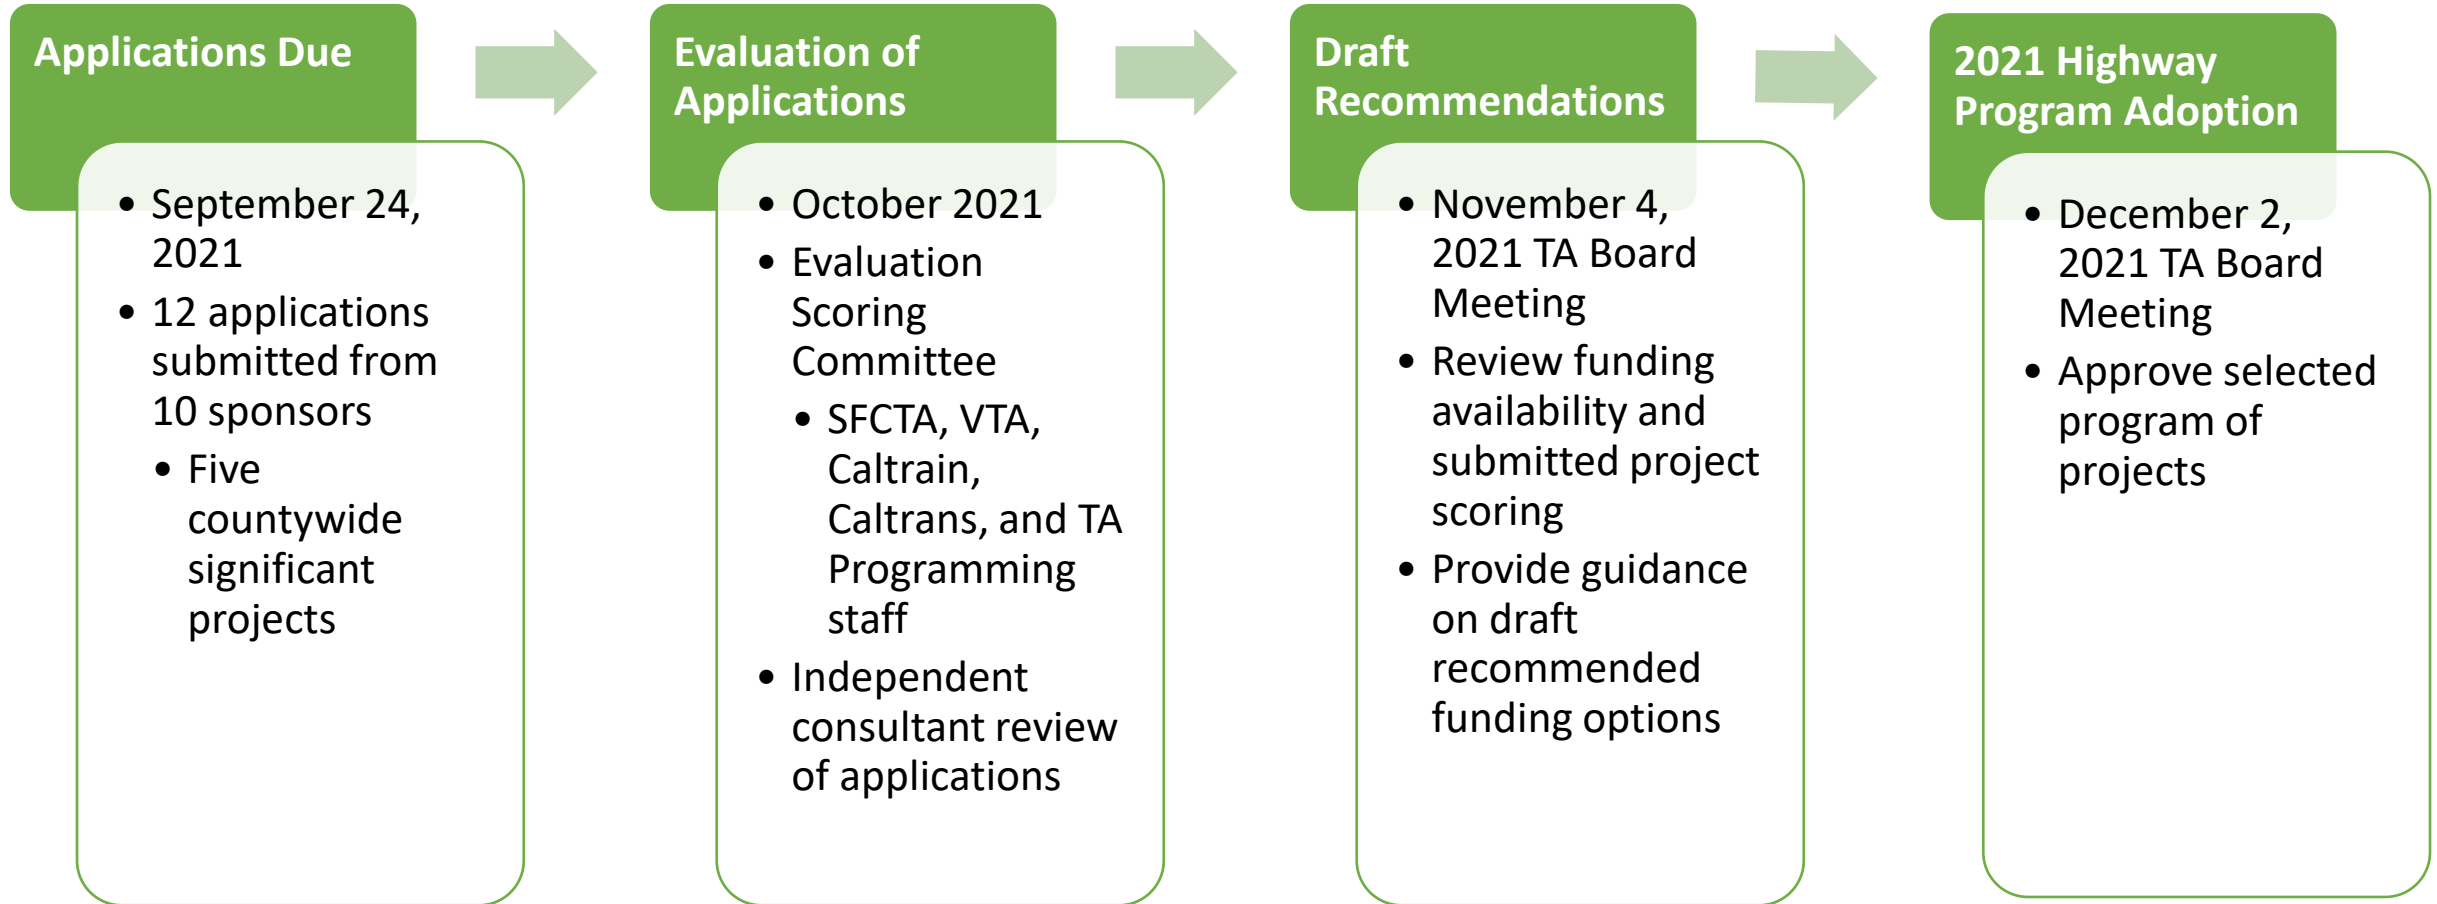 Applications Due
• September 24,
2021
• 12 applications
submitted from
10 sponsors
• Five
countywide
significant
projects
Evaluation of
Applications
• October 2021
• Evaluation
Scoring
Committee
• SFCTA, VTA,
Caltrain,
Caltrans, and TA
Programming
staff
• Independent
consultant review
of applications
Draft
Recommendations
• November 4,
2021 TA Board
Meeting
• Review funding
availability and
submitted project
scoring
• Provide guidance
on draft
recommended
funding options
2021 Highway
Program Adoption
• December 2,
2021 TA Board
Meeting
• Approve selected
program of
projects